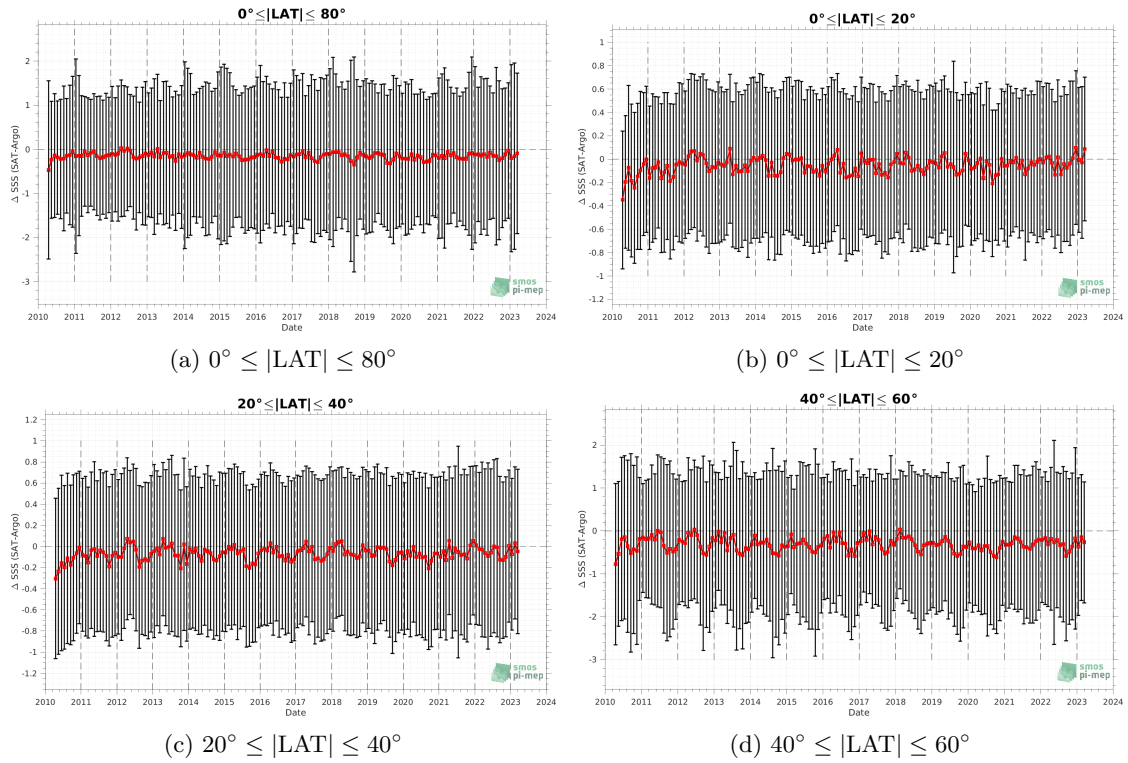 0°≤|LAT|≤ 80°
Δ SSS (SAT-Argo)
2
1
0
-1
-2
-3
2010 2011 2012 2013 2014 2015 2016 2017 2018 2019 2020 2021 2022 2023 2024
Date
smos
pi-mep
(a) 0° ≤ |LAT| ≤ 80°
0°≤|LAT|≤ 20°
Δ SSS (SAT-Argo)
1
0.8
0.6
0.4
0.2
0
-0.2
-0.4
-0.6
-0.8
-1
-1.2
2010 2011 2012 2013 2014 2015 2016 2017 2018 2019 2020 2021 2022 2023 2024
Date
smos
pi-mep
(b) 0° ≤ |LAT| ≤ 20°
20°≤|LAT|≤ 40°
Δ SSS (SAT-Argo)
1.2
1
0.8
0.6
0.4
0.2
0
-0.2
-0.4
-0.6
-0.8
-1
-1.2
2010 2011 2012 2013 2014 2015 2016 2017 2018 2019 2020 2021 2022 2023 2024
Date
smos
pi-mep
(c) 20° ≤ |LAT| ≤ 40°
40°≤|LAT|≤ 60°
Δ SSS (SAT-Argo)
2
1
0
-1
-2
-3
2010 2011 2012 2013 2014 2015 2016 2017 2018 2019 2020 2021 2022 2023 2024
Date
smos
pi-mep
(d) 40° ≤ |LAT| ≤ 60°